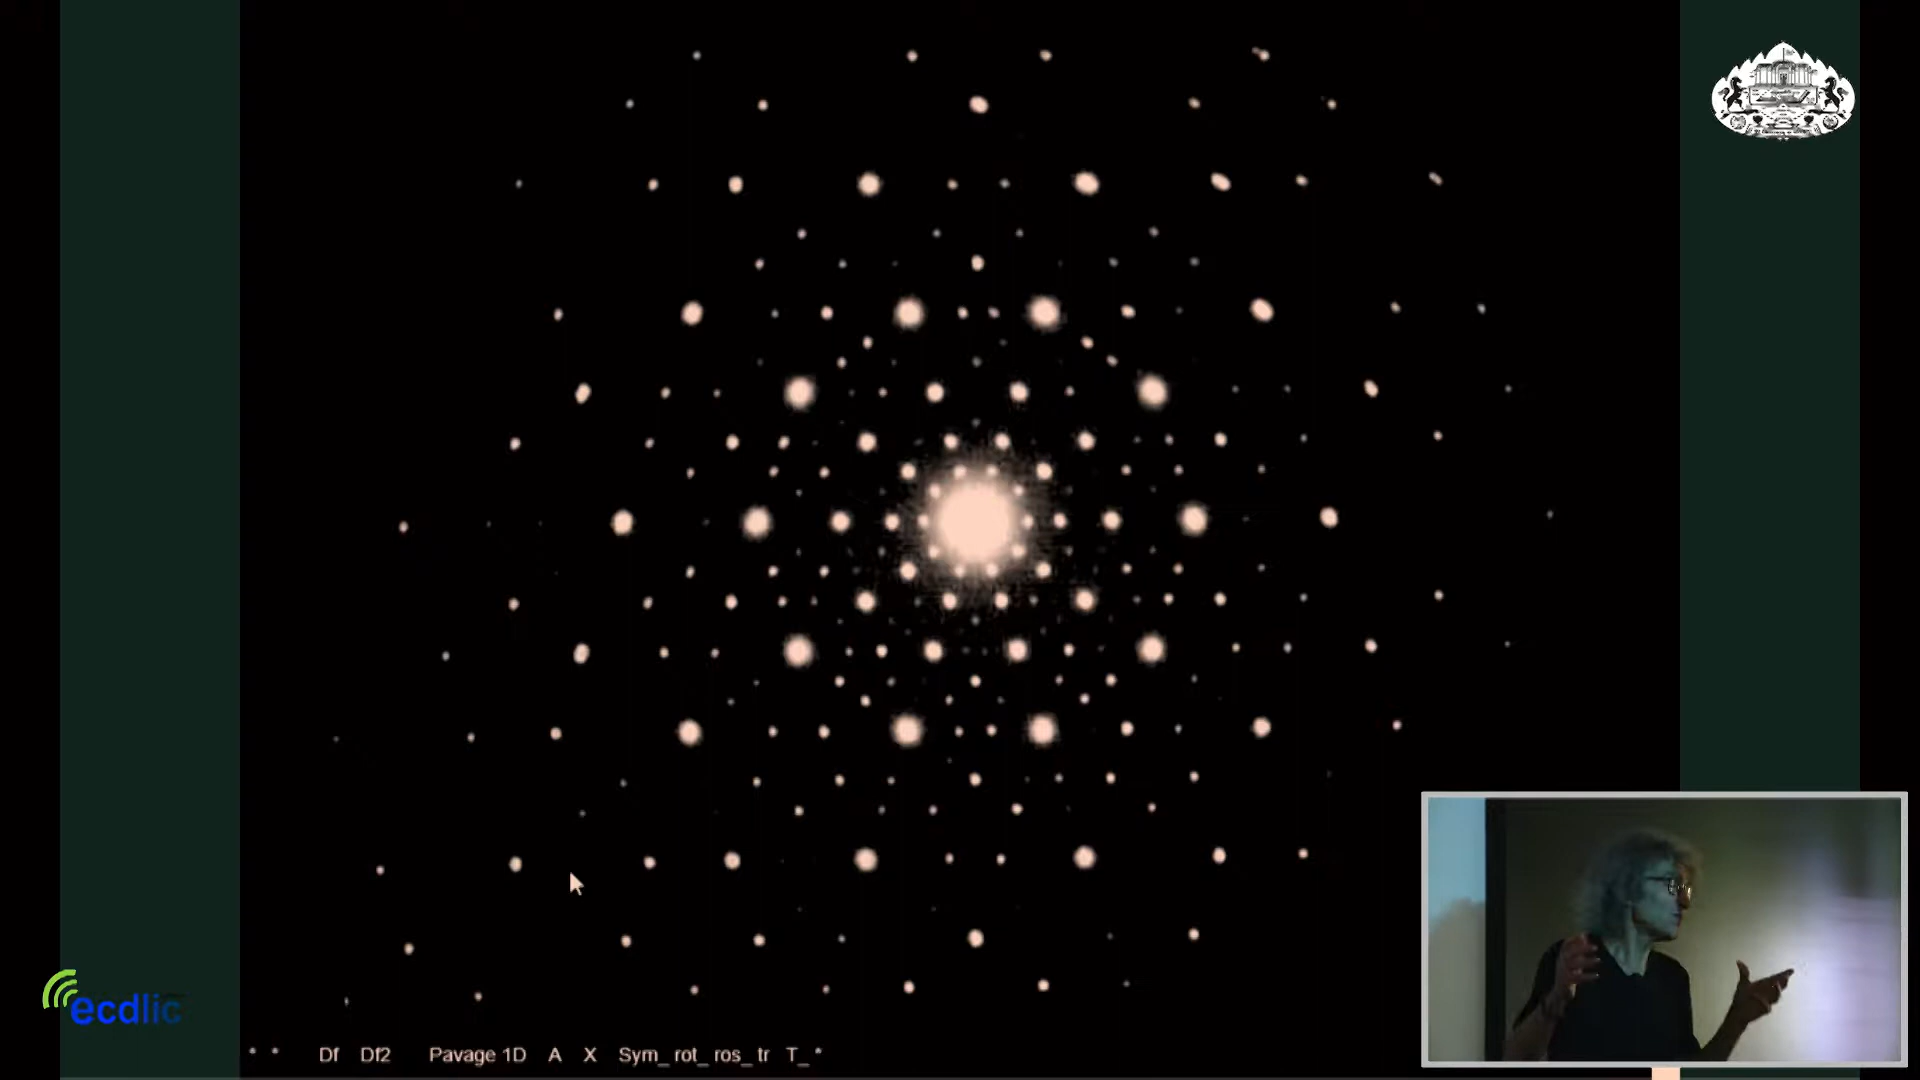 ecdlic
* * Df Df2 Pavage 1D A X Sym_ rot_ ros_ tr T_ *